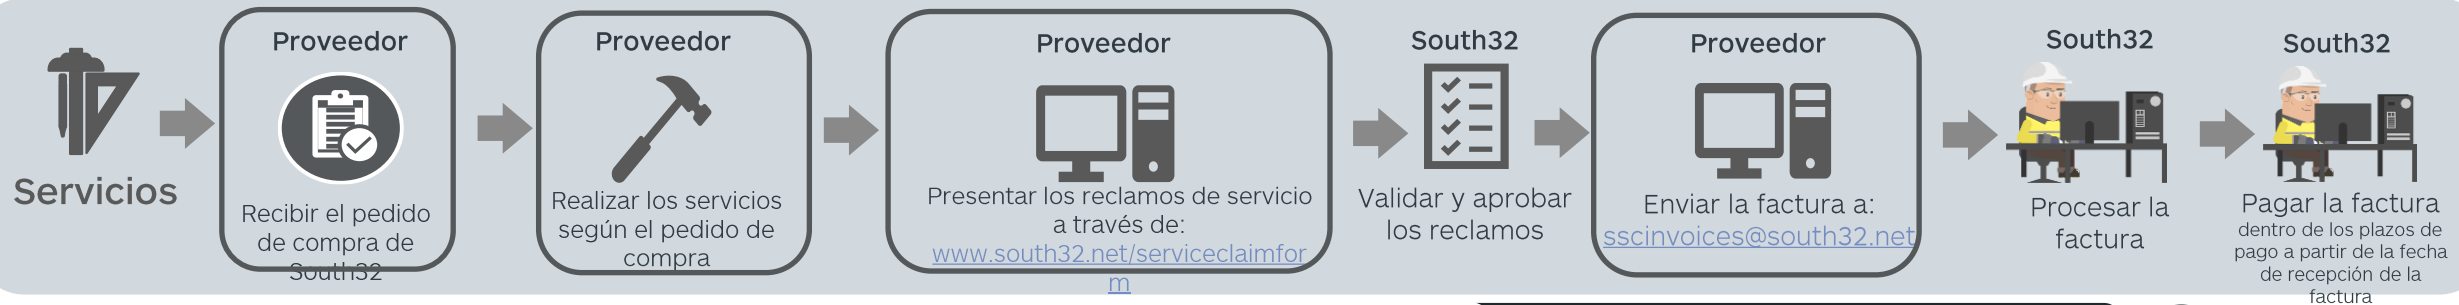 Servicios
Proveedor
Recibir el pedido
de compra de
South32
Proveedor
Realizar los servicios
según el pedido de
compra
Proveedor
Presentar los reclamos de servicio
a través de:
www.south32.net/serviceclaimfor
m
South32
Validar y aprobar
los reclamos
Proveedor
Enviar la factura a:
sscinvoices@south32.net
South32
Procesar la
factura
South32
Pagar la factura
dentro de los plazos de
pago a partir de la fecha
de recepción de la
factura